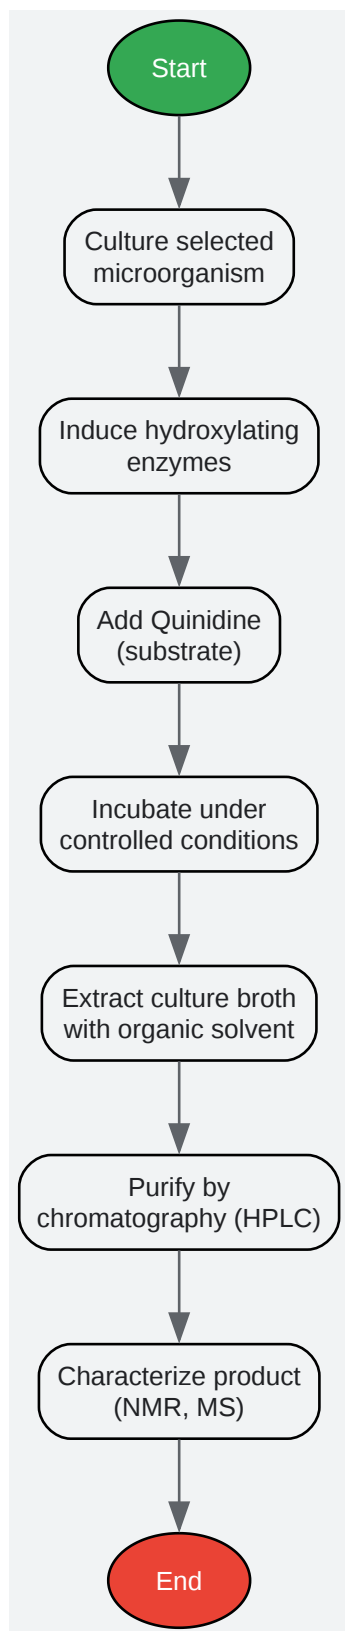 Start
Culture selected
microorganism
Induce hydroxylating
enzymes
Add Quinidine
(substrate)
Incubate under
controlled conditions
Extract culture broth
with organic solvent
Purify by
chromatography (HPLC)
Characterize product
(NMR, MS)
End